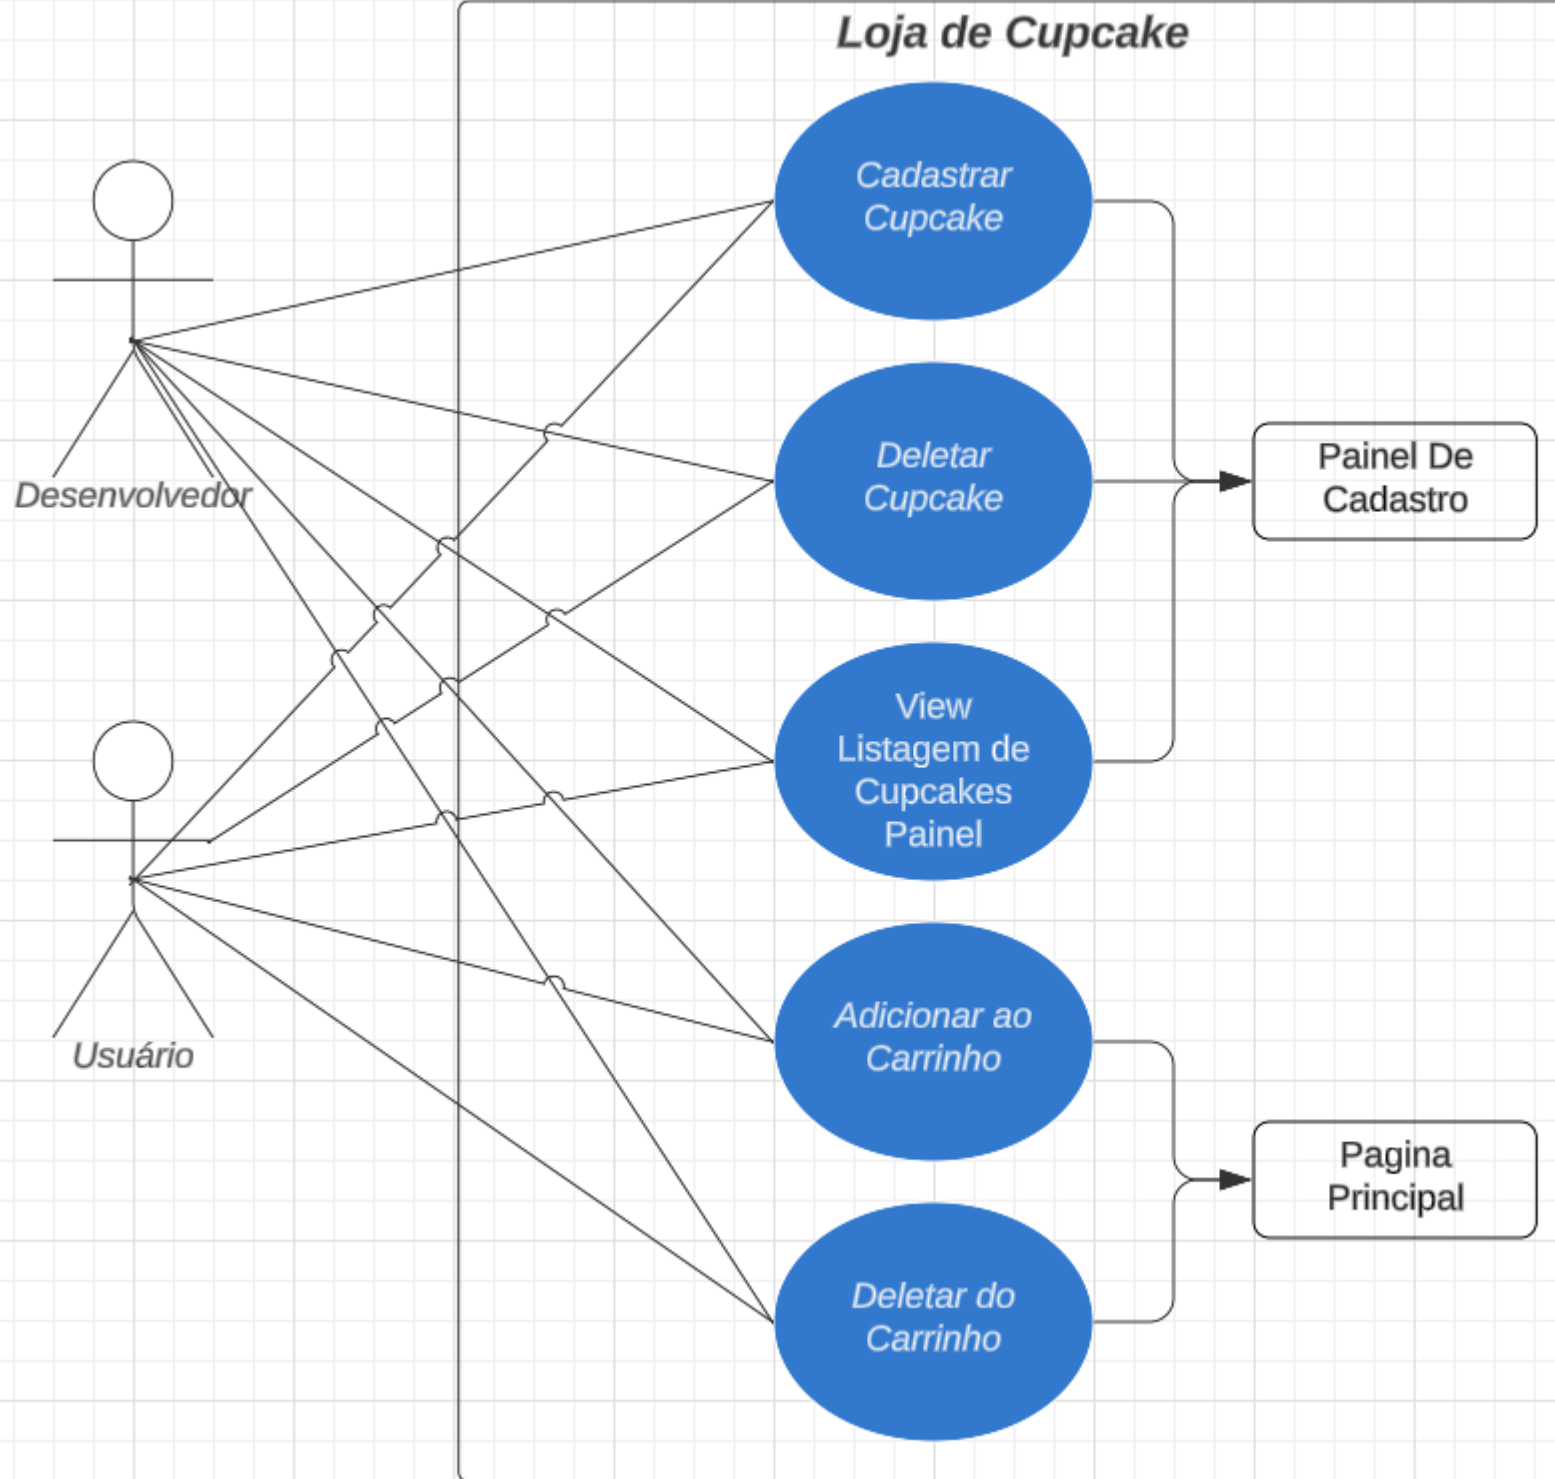 Loja de Cupcake
Cadastrar
Cupcake
Desenvolvedor
Deletar
Cupcake
Painel De
Cadastro
View
Listagem de
Cupcakes
Painel
Usuário
Adicionar ao
Carrinho
Pagina
Principal
Deletar do
Carrinho